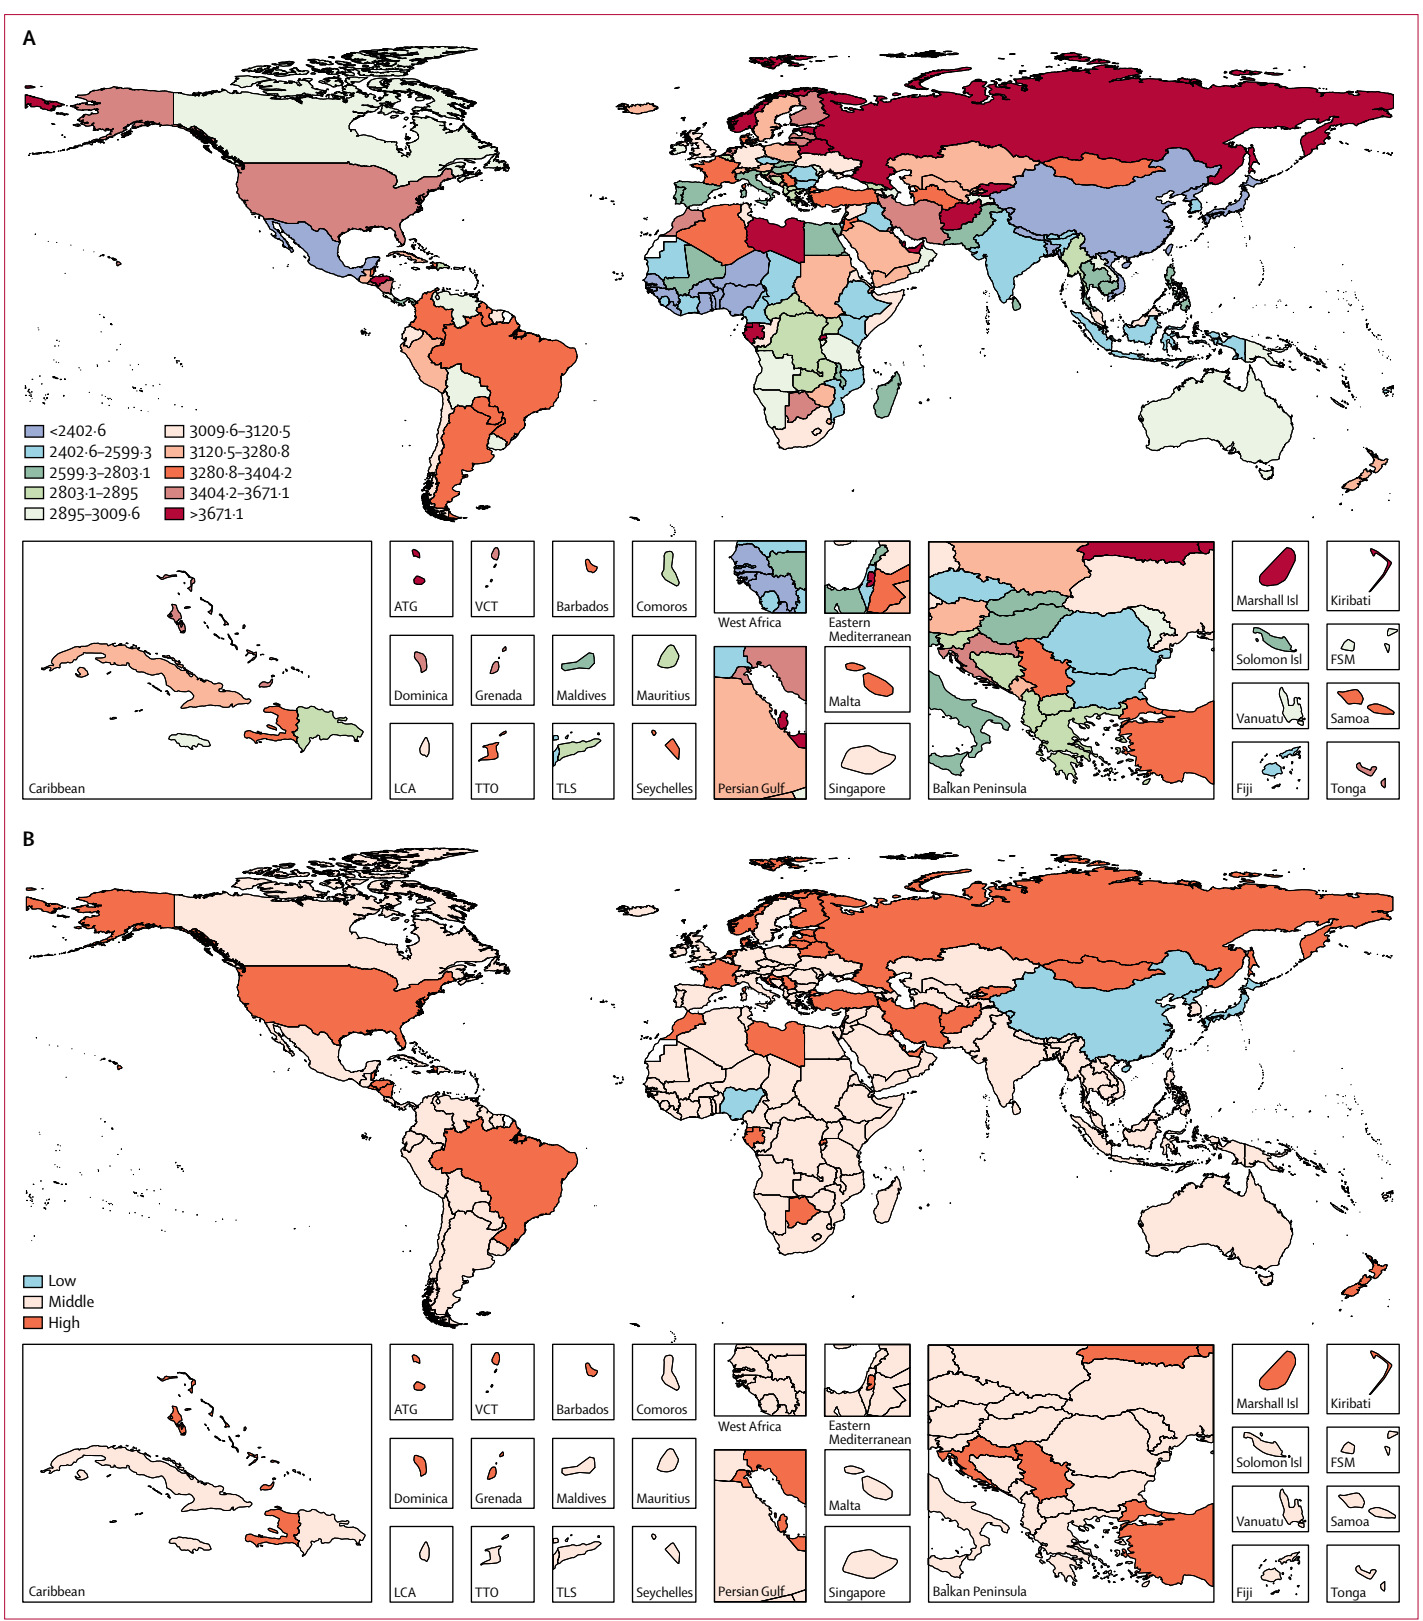 A
<2402·6
2402·6–2599·3
2599·3–2803·1
2803·1–2895
2895–3009·6
3009·6–3120·5
3120·5–3280·8
3280·8–3404·2
3404·2–3671·1
>3671·1
Caribbean
ATG
VCT
Barbados
Comoros
Dominica
Grenada
Maldives
Mauritius
LCA
TTO
TLS
Seychelles
West Africa
Eastern
Mediterranean
Persian Gulf
Malta
Singapore
Balkan Peninsula
Marshall Isl
Kiribati
Solomon Isl
FSM
Vanuatu
Samoa
Fiji
Tonga
B
Low
Middle
High
Caribbean
ATG
VCT
Barbados
Comoros
Dominica
Grenada
Maldives
Mauritius
LCA
TTO
TLS
Seychelles
West Africa
Eastern
Mediterranean
Persian Gulf
Malta
Singapore
Balkan Peninsula
Marshall Isl
Kiribati
Solomon Isl
FSM
Vanuatu
Samoa
Fiji
Tonga